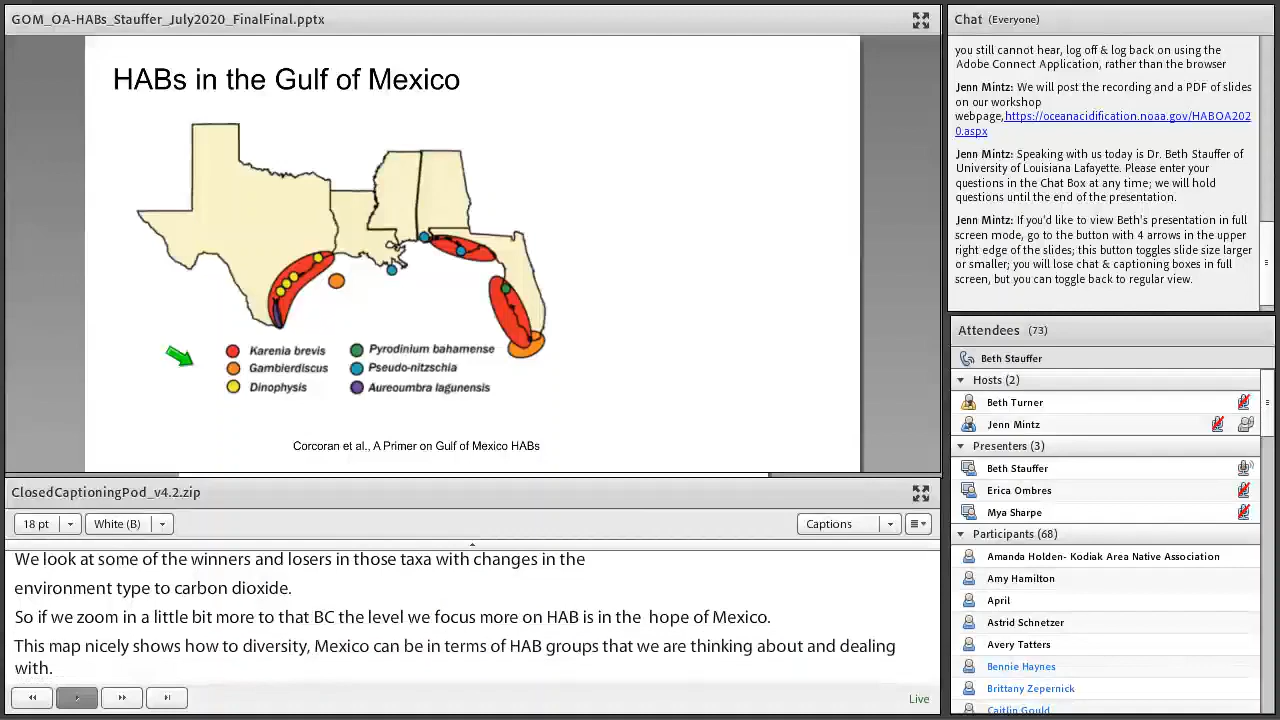 GOM_OA-HABs_Stauffer_July2020_FinalFinal.pptx
HABs in the Gulf of Mexico
Karenia brevis
Gambierdiscus
Dinophysis
Pyrodinium bahamense
Pseudo-nitzschia
Aureoumbra lagunensis
Corcoran et al., A Primer on Gulf of Mexico HABs
ClosedCaptioningPod_v4.2.zip
18 pt
White (B)
Captions
We look at some of the winners and losers in those taxa with changes in the
environment type to carbon dioxide.
So if we zoom in a little bit more to that BC the level we focus more on HAB is in the hope of Mexico.
This map nicely shows how to diversity, Mexico can be in terms of HAB groups that we are thinking about and dealing
with.
Live
Chat (Everyone)
you still cannot hear, log off & log back on using the
Adobe Connect Application, rather than the browser
Jenn Mintz: We will post the recording and a PDF of slides
on our workshop
webpage,https://oceanacidification.noaa.gov/HABOA202
0.aspx
Jenn Mintz: Speaking with us today is Dr. Beth Stauffer of
University of Louisiana Lafayette. Please enter your
questions in the Chat Box at any time; we will hold
questions until the end of the presentation.
Jenn Mintz: If you'd like to view Beth's presentation in full
screen mode, go to the button with 4 arrows in the upper
right edge of the slides; this button toggles slide size larger
or smaller; you will lose chat & captioning boxes in full
screen, but you can toggle back to regular view.
Attendees (73)
Beth Stauffer
Hosts (2)
Beth Turner
Jenn Mintz
Presenters (3)
Beth Stauffer
Erica Ombres
Mya Sharpe
Participants (68)
Amanda Holden- Kodiak Area Native Association
Amy Hamilton
April
Astrid Schnetzer
Avery Tatters
Bennie Haynes
Brittany Zepernick
Caitlin Gould